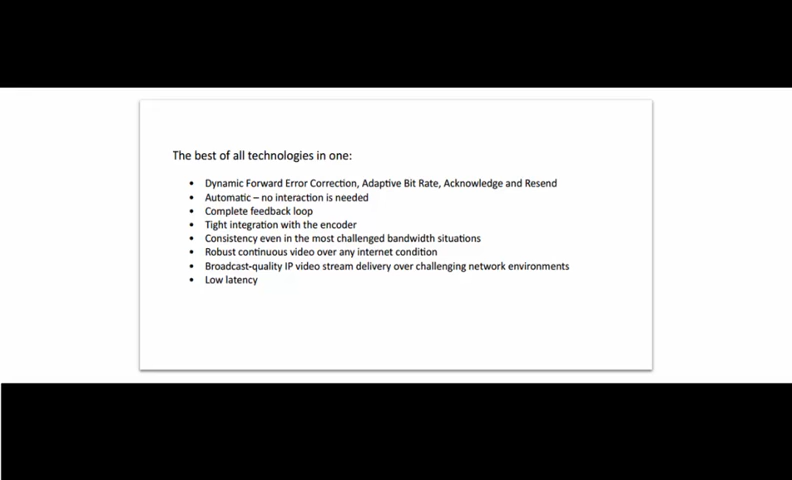 The best of all technologies in one:
• Dynamic Forward Error Correction, Adaptive Bit Rate, Acknowledge and Resend
• Automatic – no interaction is needed
• Complete feedback loop
• Tight integration with the encoder
• Consistency even in the most challenged bandwidth situations
• Robust continuous video over any internet condition
• Broadcast-quality IP video stream delivery over challenging network environments
• Low latency